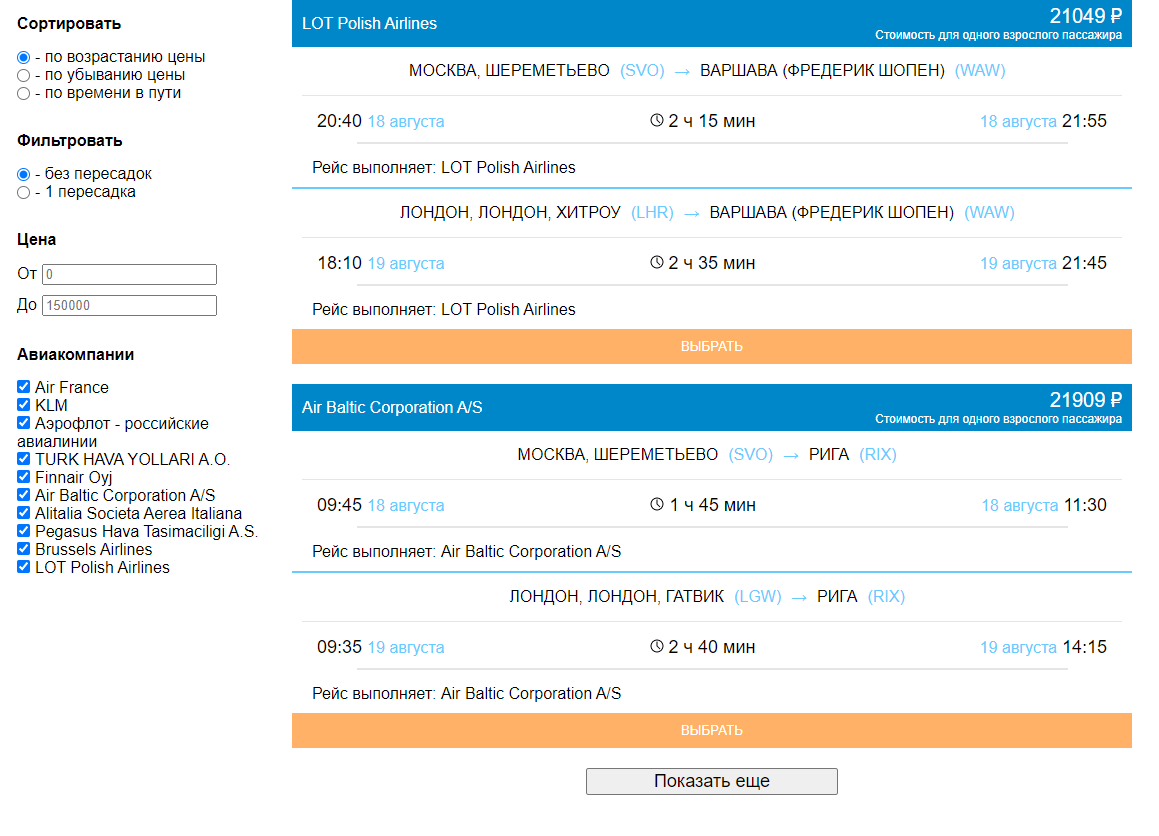 Сортировать
- по возрастанию цены
- по убыванию цены
- по времени в пути
Фильтровать
- без пересадок
- 1 пересадка
Цена
От 0
До 150000
Авиакомпании
Air France
KLM
Аэрофлот - российские
авиалинии
TURK HAVA YOLLARI A.O.
Finnair Oyj
Air Baltic Corporation A/S
Alitalia Societa Aerea Italiana
Pegasus Hava Tasimaciligi A.S.
Brussels Airlines
LOT Polish Airlines
LOT Polish Airlines
21049 ₽
Стоимость для одного взрослого пассажира
МОСКВА, ШЕРЕМЕТЬЕВО (SVO) → ВАРШАВА (ФРЕДЕРИК ШОПЕН) (WAW)
20:40 18 августа 2 ч 15 мин 18 августа 21:55
Рейс выполняет: LOT Polish Airlines
ЛОНДОН, ЛОНДОН, ХИТРОУ (LHR) → ВАРШАВА (ФРЕДЕРИК ШОПЕН) (WAW)
18:10 19 августа 2 ч 35 мин 19 августа 21:45
Рейс выполняет: LOT Polish Airlines
ВЫБРАТЬ
Air Baltic Corporation A/S
21909 ₽
Стоимость для одного взрослого пассажира
МОСКВА, ШЕРЕМЕТЬЕВО (SVO) → РИГА (RIX)
09:45 18 августа 1 ч 45 мин 18 августа 11:30
Рейс выполняет: Air Baltic Corporation A/S
ЛОНДОН, ЛОНДОН, ГАТВИК (LGW) → РИГА (RIX)
09:35 19 августа 2 ч 40 мин 19 августа 14:15
Рейс выполняет: Air Baltic Corporation A/S
ВЫБРАТЬ
Показать еще